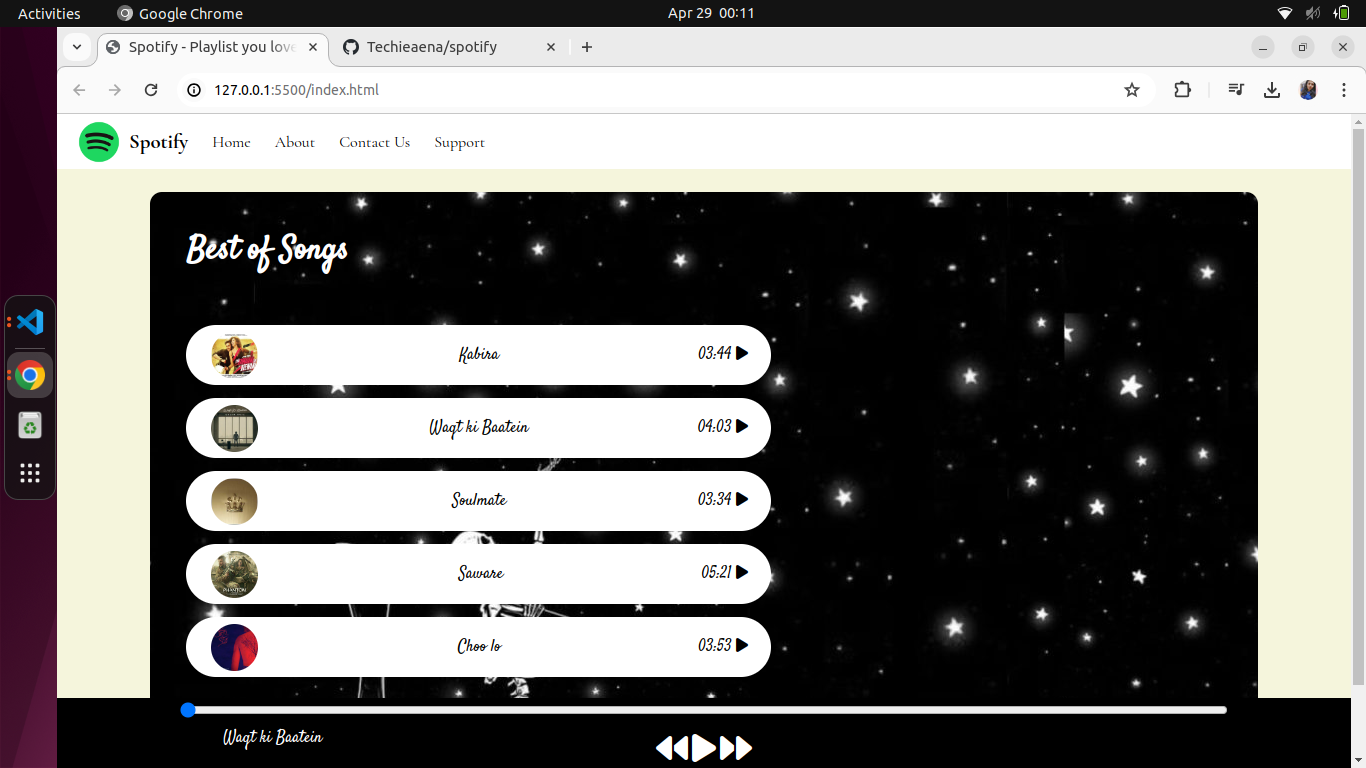 Activities Google Chrome Apr 29 00:11
Spotify - Playlist you love Techieaena/spotify
127.0.0.1:5500/index.html
Spotify Home About Contact Us Support
Best of Songs
Kabira 03:44
Waqt ki Baatein 04:03
Soulmate 03:34
Saware 05:21
PHANTOM
Choo lo 03:53
Waqt ki Baatein